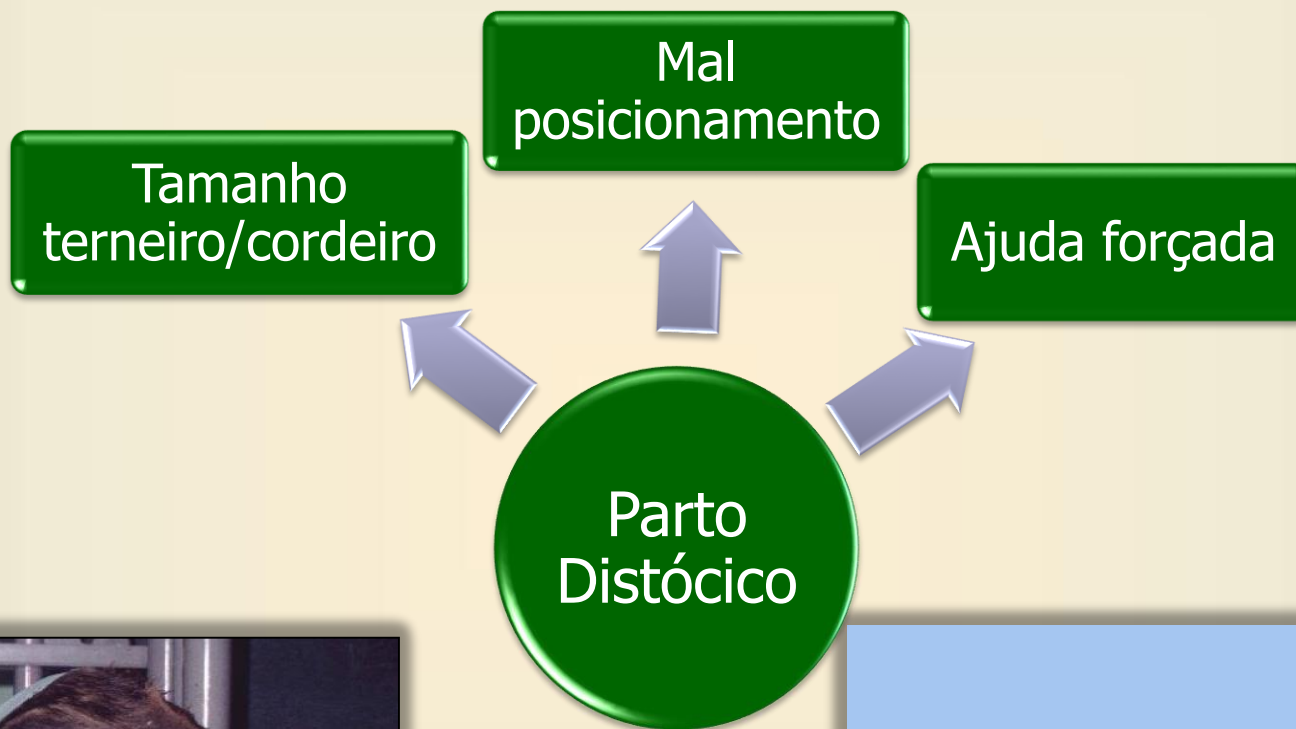 Mal
posicionamento
Tamanho
terneiro/cordeiro
Ajuda forçada
Parto
Distócico